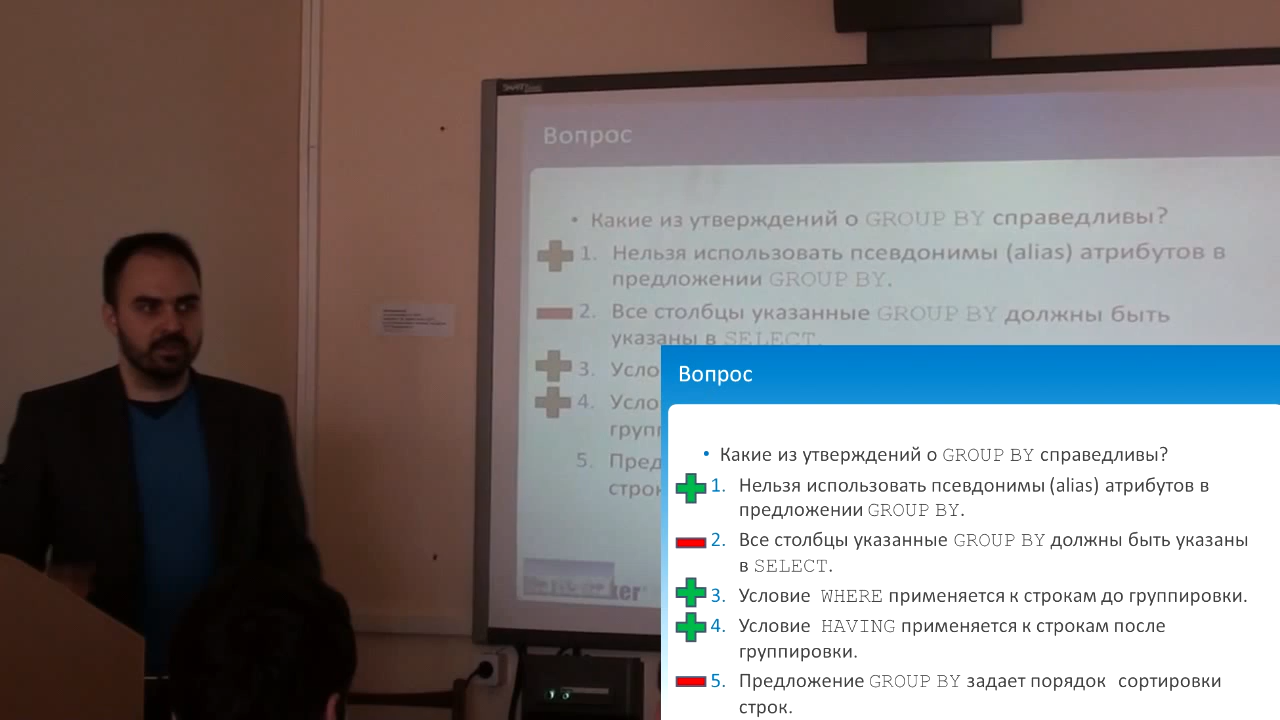 SMART
Вопрос
• Какие из утверждений о GROUP BY справедливы?
1. Нельзя использовать псевдонимы (alias) атрибутов в
предложении GROUP BY.
2. Все столбцы указанные GROUP BY должны быть
указаны в SELECT.
3. Усло
4. Усло
груп
5. Пред
строк
ker
Вопрос
• Какие из утверждений о GROUP BY справедливы?
1. Нельзя использовать псевдонимы (alias) атрибутов в
предложении GROUP BY.
2. Все столбцы указанные GROUP BY должны быть указаны
в SELECT.
3. Условие WHERE применяется к строкам до группировки.
4. Условие HAVING применяется к строкам после
группировки.
5. Предложение GROUP BY задает порядок сортировки
строк.